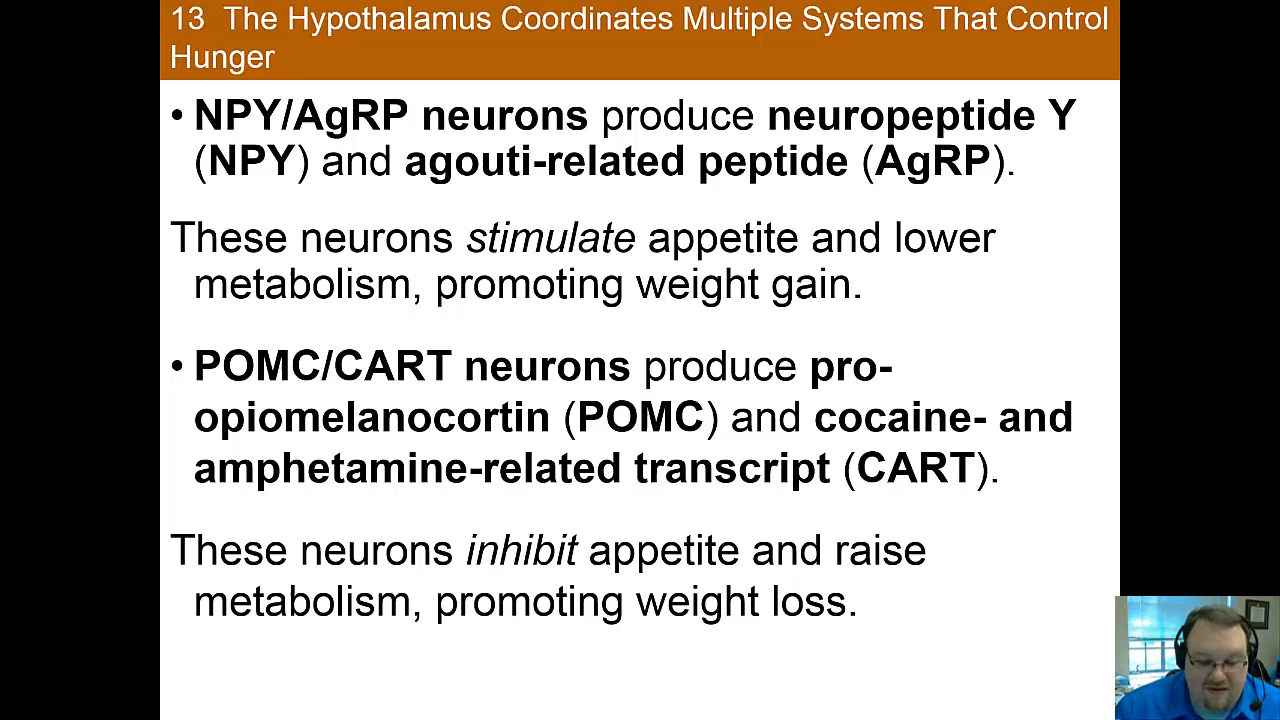 13 The Hypothalamus Coordinates Multiple Systems That Control
Hunger
• NPY/AgRP neurons produce neuropeptide Y
(NPY) and agouti-related peptide (AgRP).
These neurons stimulate appetite and lower
metabolism, promoting weight gain.
• POMC/CART neurons produce pro-
opiomelanocortin (POMC) and cocaine- and
amphetamine-related transcript (CART).
These neurons inhibit appetite and raise
metabolism, promoting weight loss.